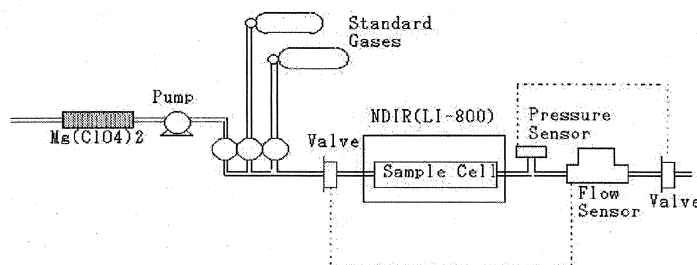 Standard
Gases
Pump
Mg(ClO4)2
NDIR(LI-800)
Valve
Sample Cell
Pressure
Sensor
Flow
Sensor
Valve